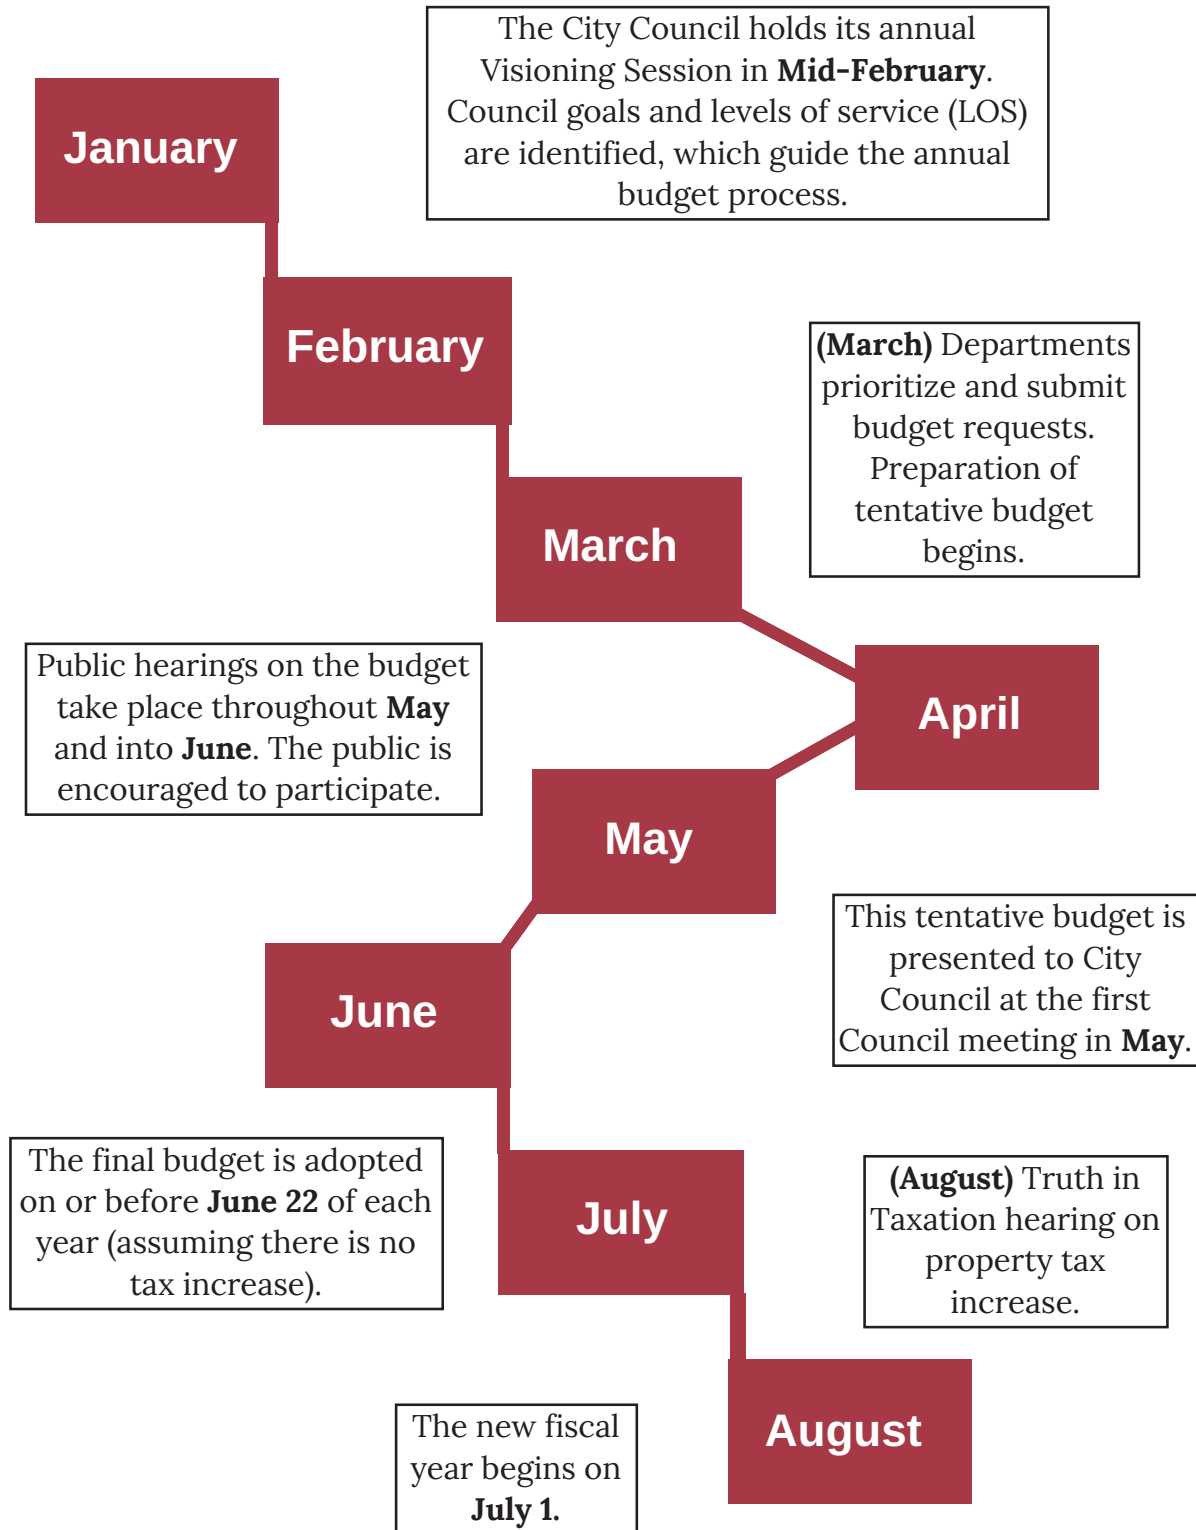 The City Council holds its annual
Visioning Session in Mid-February.
Council goals and levels of service (LOS)
are identified, which guide the annual
budget process.
January
February
(March) Departments
prioritize and submit
budget requests.
Preparation of
tentative budget
begins.
March
Public hearings on the budget
take place throughout May
and into June. The public is
encouraged to participate.
April
May
This tentative budget is
presented to City
Council at the first
Council meeting in May.
June
The final budget is adopted
on or before June 22 of each
year (assuming there is no
tax increase).
July
(August) Truth in
Taxation hearing on
property tax
increase.
August
The new fiscal
year begins on
July 1.